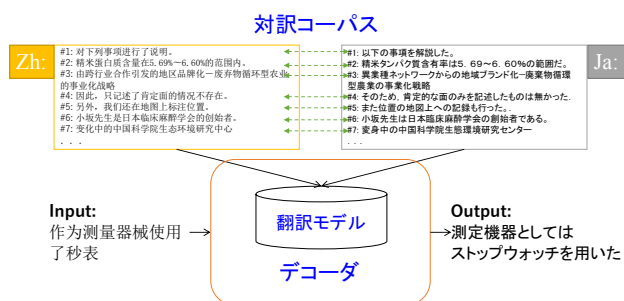 対訳コーパス
Zh:
#1: 对下列事项进行了说明。
#2: 精米蛋白质含量在5.69%～6.60%的范围内。
#3: 由跨行业合作引发的地区品牌化－废弃物循环型农业
的事业化战略
#4: 因此，只记述了肯定面的情况不存在。
#5: 另外，我们还在地图上标注位置。
#6: 小坂先生是日本临床麻醉学会的创始者。
#7: 变化中的中国科学院生态环境研究中心
. . .
Ja:
#1: 以下の事項を解説した。
#2: 精米タンパク質含有率は５．６９～６．６０％の範囲だ。
#3: 異業種ネットワークからの地域ブランド化－廃棄物循環
型農業の事業化戦略
#4: そのため，肯定的な面のみを記述したものは無かった．
#5: また位置の地図上への記録も行った。．
#6: 小坂先生は日本臨床麻酔学会の創始者である。
#7: 変身中の中国科学院生態環境研究センター
. . .
Input:
作为测量器械使用
了秒表
翻訳モデル
デコーダ
Output:
測定機器としては
ストップウォッチを用いた